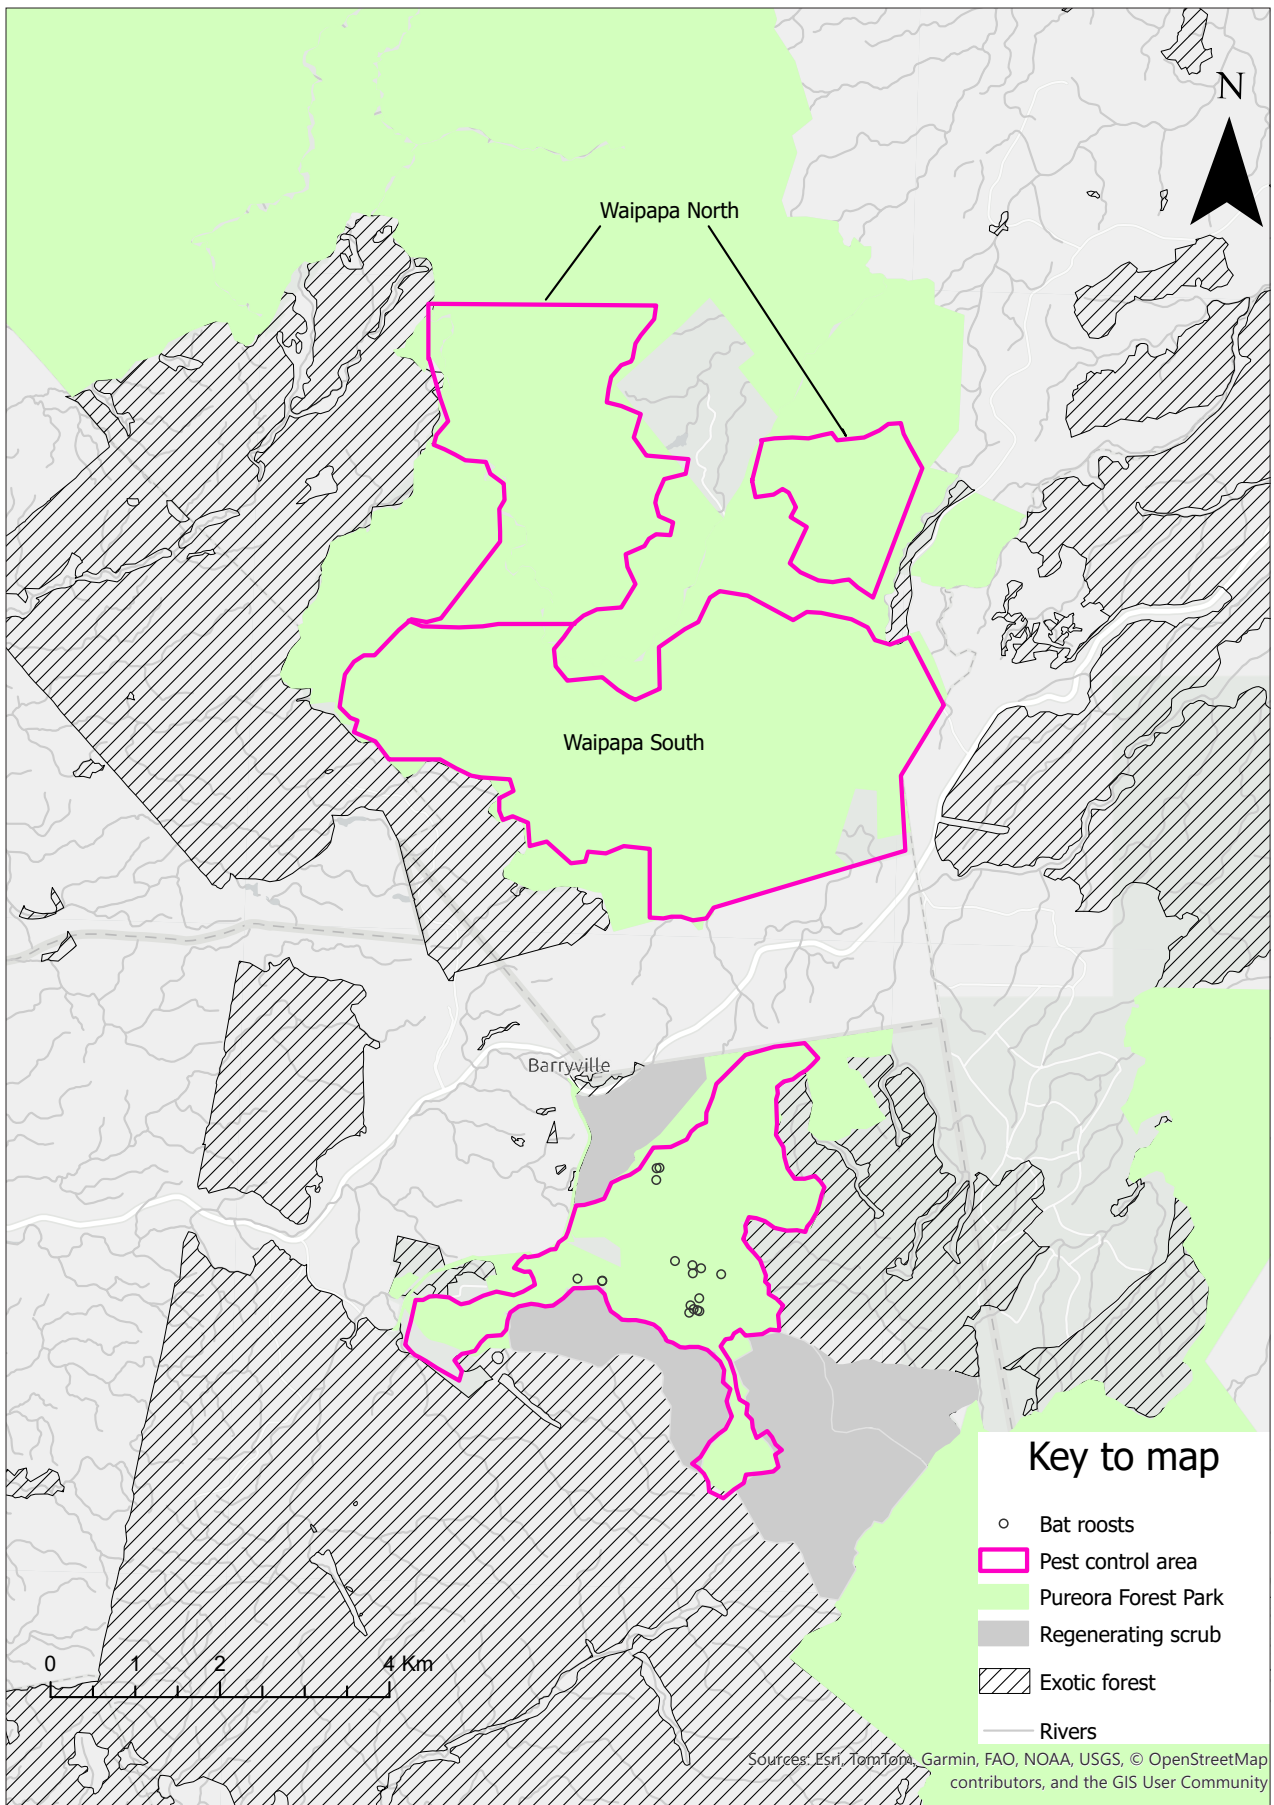 N
Waipapa North
Waipapa South
Barryville
Key to map
Bat roosts
Pest control area
Pureora Forest Park
Regenerating scrub
Exotic forest
Rivers
0 1 2 4 Km
Sources: Esri, TomTom, Garmin, FAO, NOAA, USGS, © OpenStreetMap
contributors, and the GIS User Community